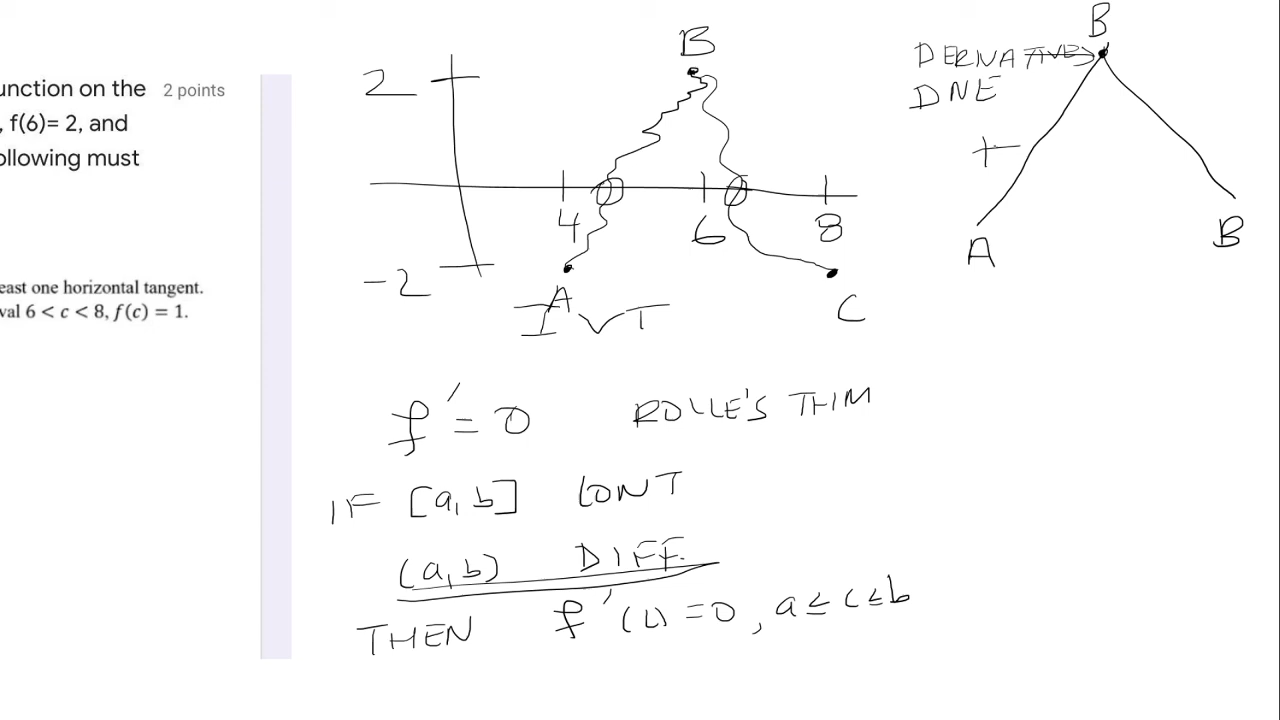 unction on the 2 points
, f(6)= 2, and
ollowing must
east one horizontal tangent.
val 6 < c < 8, f(c) = 1.
2
B
4
6
8
-2
A
C
IVT
B
DERIVATIVE
DNE
+
A
B
f' = 0 ROLLE'S THM
IF [a, b] CONT
(a, b) DIFF.
THEN f'(c) = 0, a ≤ c ≤ b